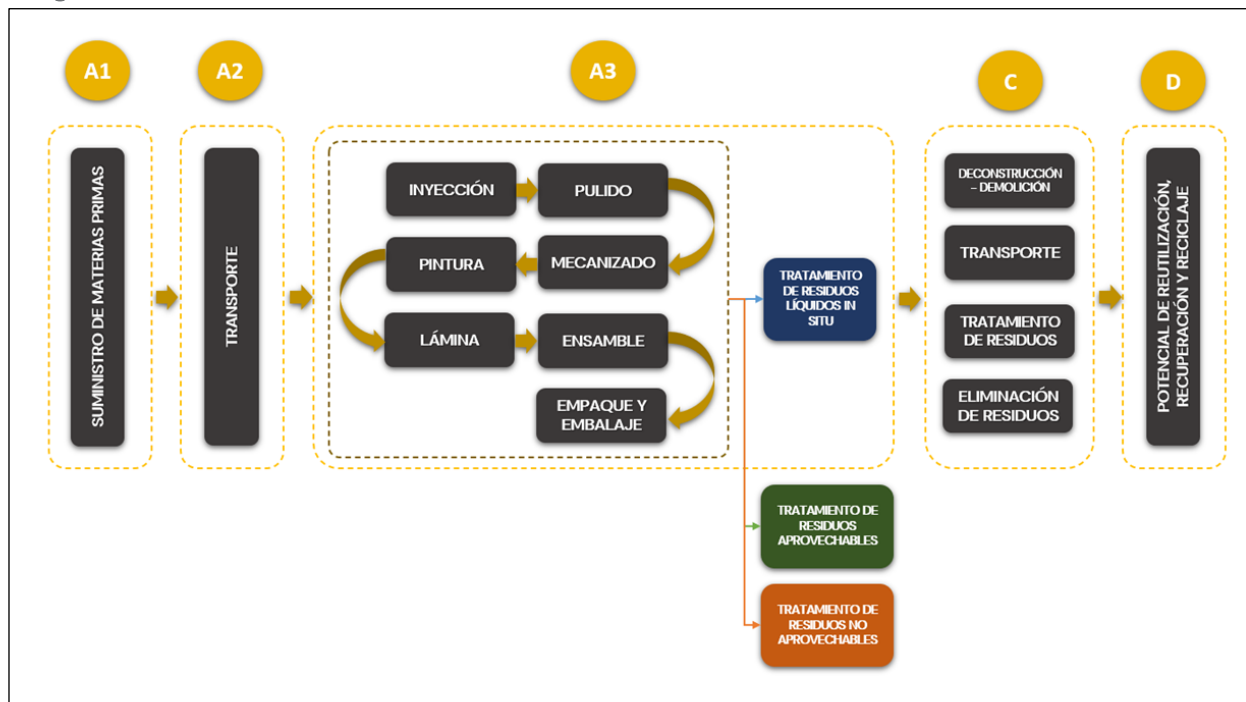 A1
A2
A3
C
D
SUMINISTRO DE MATERIAS PRIMAS
TRANSPORTE
INYECCIÓN
PULIDO
PINTURA
MECANIZADO
LÁMINA
ENSAMBLE
EMPAQUE Y
EMBALAJE
TRATAMIENTO
DE RESIDUOS
LÍQUIDOS IN
SITU
TRATAMIENTO DE
RESIDUOS
APROVECHABLES
TRATAMIENTO DE
RESIDUOS NO
APROVECHABLES
DECONSTRUCCIÓN
– DEMOLICIÓN
TRANSPORTE
TRATAMIENTO
DE RESIDUOS
ELIMINACIÓN
DE RESIDUOS
POTENCIAL DE REUTILIZACIÓN,
RECUPERACIÓN Y RECICLAJE